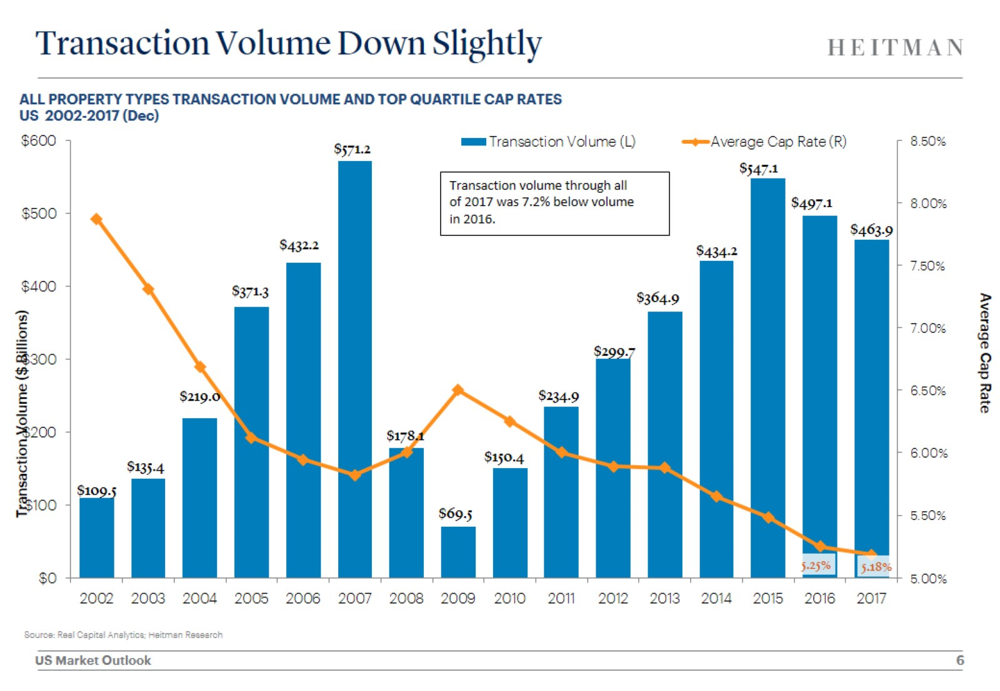 Transaction Volume Down Slightly
HEITMAN
ALL PROPERTY TYPES TRANSACTION VOLUME AND TOP QUARTILE CAP RATES
US 2002-2017 (Dec)
Transaction Volume (L)
Average Cap Rate (R)
Transaction volume through all
of 2017 was 7.2% below volume
in 2016.
Transaction Volume ($ Billions)
$600
$500
$400
$300
$200
$100
$0
$109.5
$135.4
$219.0
$371.3
$432.2
$571.2
$178.1
$69.5
$150.4
$234.9
$299.7
$364.9
$434.2
$547.1
$497.1
$463.9
5.25%
5.18%
8.50%
8.00%
7.50%
7.00%
6.50%
6.00%
5.50%
5.00%
Average Cap Rate
2002 2003 2004 2005 2006 2007 2008 2009 2010 2011 2012 2013 2014 2015 2016 2017
Source: Real Capital Analytics; Heitman Research
US Market Outlook
6